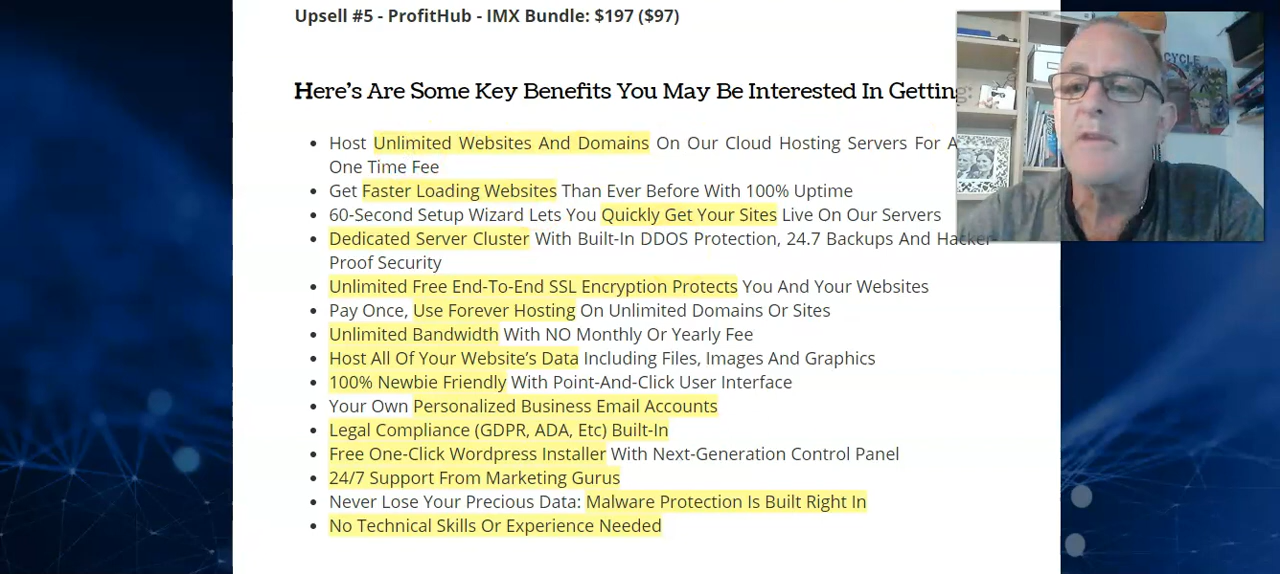 Upsell #5 - ProfitHub - IMX Bundle: $197 ($97)
Here's Are Some Key Benefits You May Be Interested In Getting:
Host Unlimited Websites And Domains On Our Cloud Hosting Servers For A
One Time Fee
Get Faster Loading Websites Than Ever Before With 100% Uptime
60-Second Setup Wizard Lets You Quickly Get Your Sites Live On Our Servers
Dedicated Server Cluster With Built-In DDOS Protection, 24.7 Backups And Hacker-
Proof Security
Unlimited Free End-To-End SSL Encryption Protects You And Your Websites
Pay Once, Use Forever Hosting On Unlimited Domains Or Sites
Unlimited Bandwidth With NO Monthly Or Yearly Fee
Host All Of Your Website's Data Including Files, Images And Graphics
100% Newbie Friendly With Point-And-Click User Interface
Your Own Personalized Business Email Accounts
Legal Compliance (GDPR, ADA, Etc) Built-In
Free One-Click Wordpress Installer With Next-Generation Control Panel
24/7 Support From Marketing Gurus
Never Lose Your Precious Data: Malware Protection Is Built Right In
No Technical Skills Or Experience Needed
CYCLE